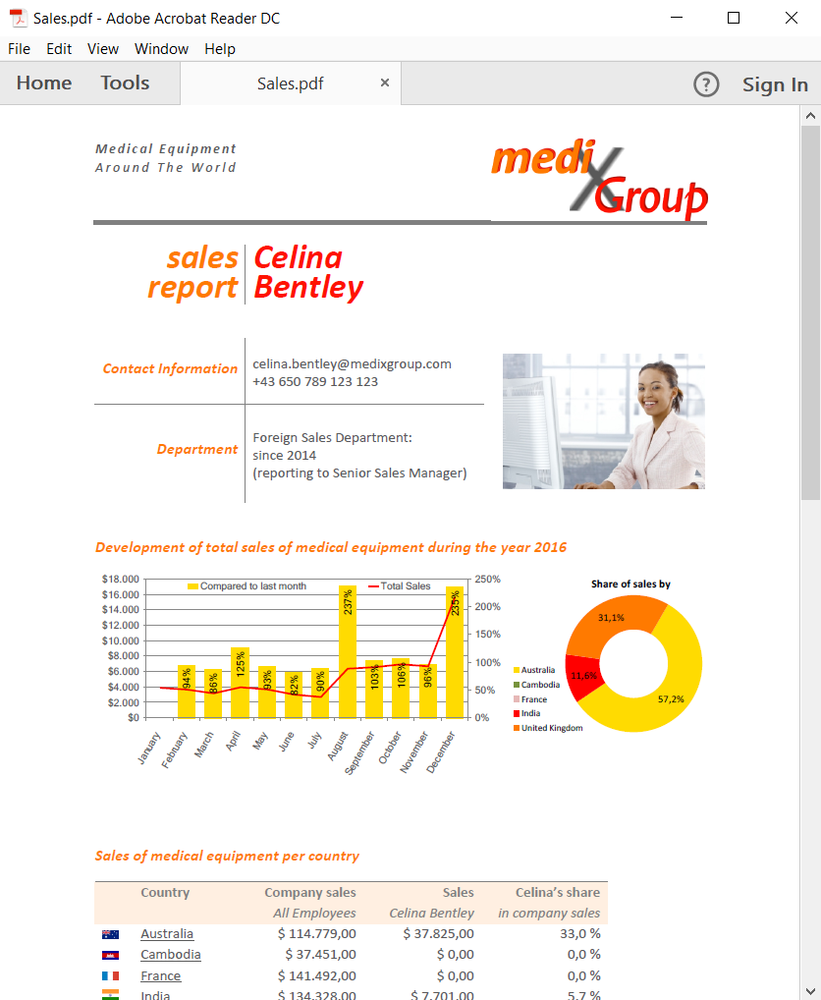 Sales.pdf - Adobe Acrobat Reader DC
File Edit View Window Help
Home Tools Sales.pdf × ? Sign In
Medical Equipment
Around The World
medi X Group
sales report
Celina Bentley
Contact Information
celina.bentley@medixgroup.com
+43 650 789 123 123
Department
Foreign Sales Department:
since 2014
(reporting to Senior Sales Manager)
Development of total sales of medical equipment during the year 2016
Compared to last month
Total Sales
$18.000
$16.000
$14.000
$12.000
$10.000
$8.000
$6.000
$4.000
$2.000
$0
94%
86%
125%
93%
82%
90%
237%
103%
106%
96%
235%
250%
200%
150%
100%
50%
0%
January
February
March
April
May
June
July
August
September
October
November
December
Share of sales by
31,1%
11,6%
57,2%
Australia
Cambodia
France
India
United Kingdom
Sales of medical equipment per country
Country Company sales Sales Celina's share
All Employees Celina Bentley in company sales
Australia $ 114.779,00 $ 37.825,00 33,0 %
Cambodia $ 37.451,00 $ 0,00 0,0 %
France $ 141.492,00 $ 0,00 0,0 %
India $ 134.328,00 $ 7.701,00 5,7 %